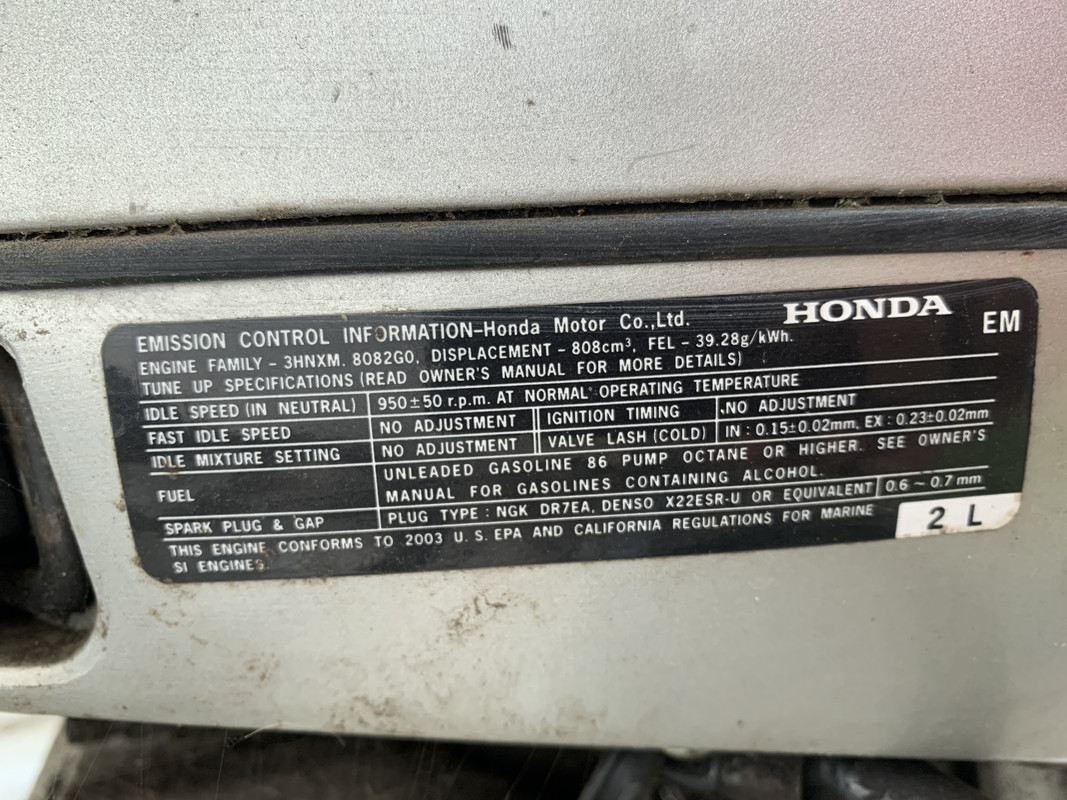 HONDA
EM
EMISSION CONTROL INFORMATION-Honda Motor Co.,Ltd.
ENGINE FAMILY - 3HNXM. 8082G0, DISPLACEMENT - 808cm³, FEL - 39.28g/kWh.
TUNE UP SPECIFICATIONS (READ OWNER'S MANUAL FOR MORE DETAILS)
IDLE SPEED (IN NEUTRAL) 950±50 r.p.m. AT NORMAL OPERATING TEMPERATURE
FAST IDLE SPEED NO ADJUSTMENT IGNITION TIMING NO ADJUSTMENT
IDLE MIXTURE SETTING NO ADJUSTMENT VALVE LASH (COLD) IN : 0.15±0.02mm, EX : 0.23±0.02mm
FUEL UNLEADED GASOLINE 86 PUMP OCTANE OR HIGHER. SEE OWNER'S
MANUAL FOR GASOLINES CONTAINING ALCOHOL.
SPARK PLUG & GAP PLUG TYPE : NGK DR7EA, DENSO X22ESR-U OR EQUIVALENT 0.6 ~ 0.7 mm
THIS ENGINE CONFORMS TO 2003 U. S. EPA AND CALIFORNIA REGULATIONS FOR MARINE
SI ENGINES.
2 L